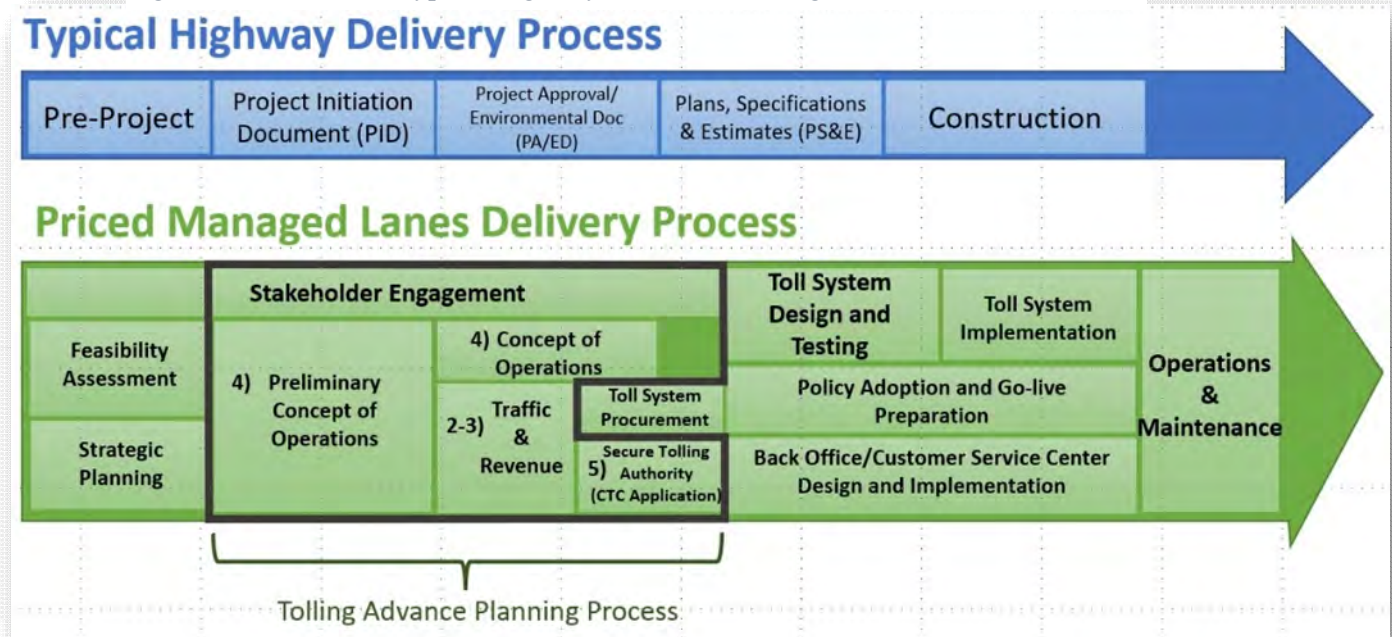 Typical Highway Delivery Process
Pre-Project
Project Initiation
Document (PID)
Project Approval/
Environmental Doc
(PA/ED)
Plans, Specifications
& Estimates (PS&E)
Construction
Priced Managed Lanes Delivery Process
Feasibility
Assessment
Strategic
Planning
Stakeholder Engagement
4) Preliminary
Concept of
Operations
4) Concept of
Operations
2-3) Traffic
&
Revenue
Toll System
Procurement
Secure Tolling
5) Authority
(CTC Application)
Toll System
Design and
Testing
Toll System
Implementation
Policy Adoption and Go-live
Preparation
Back Office/Customer Service Center
Design and Implementation
Operations
&
Maintenance
Tolling Advance Planning Process